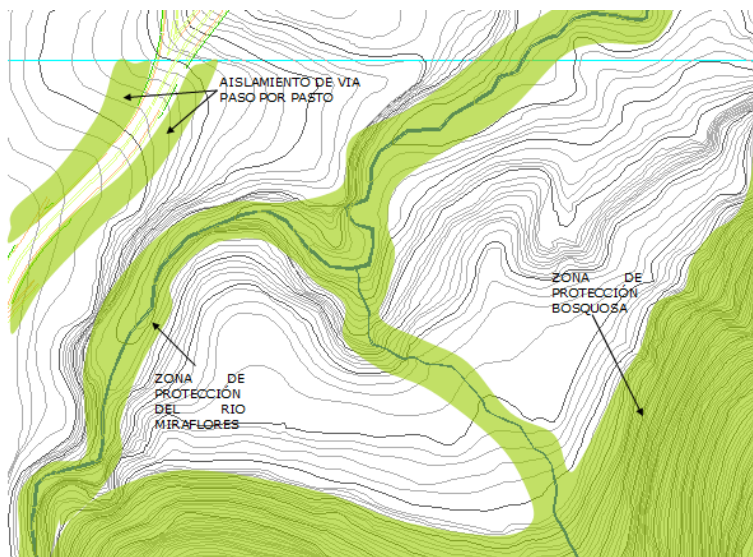 AISLAMIENTO DE VIA
PASO POR PASTO
ZONA DE
PROTECCIÓN
BOSQUOSA
ZONA DE
PROTECCIÓN
DEL RIO
MIRAFLORES